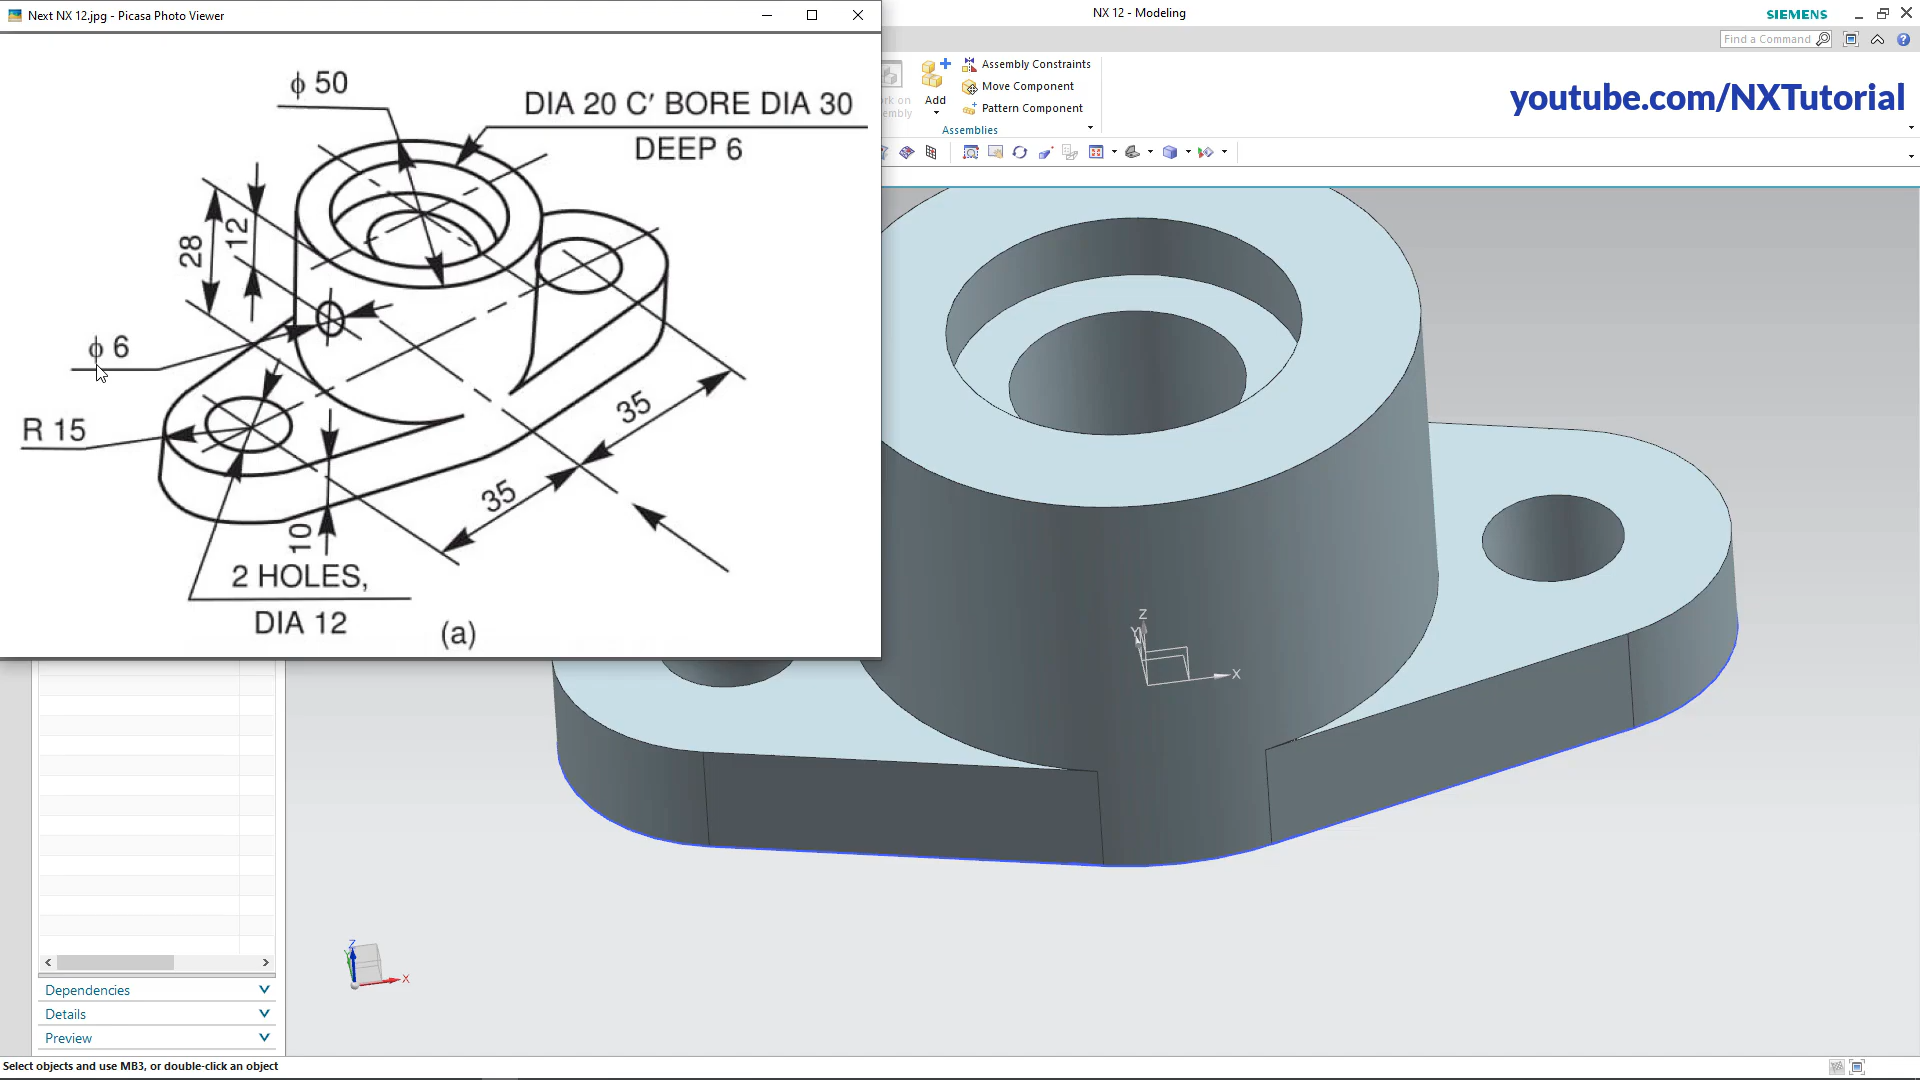 Next NX 12.jpg - Picasa Photo Viewer
NX 12 - Modeling
SIEMENS
Find a Command
Assembly Constraints
Move Component
Pattern Component
Add
Assemblies
youtube.com/NXTutorial
ϕ 50
DIA 20 C′ BORE DIA 30
DEEP 6
28
12
ϕ 6
R 15
35
35
10
2 HOLES,
DIA 12
(a)
Z
Y
X
Z
Y
X
Dependencies
Details
Preview
Select objects and use MB3, or double-click an object